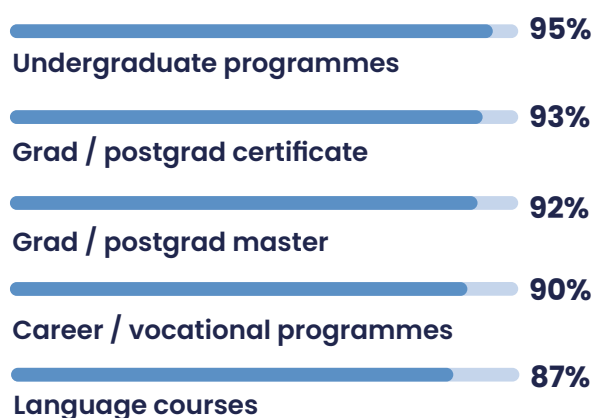 95%
Undergraduate programmes
93%
Grad / postgrad certificate
92%
Grad / postgrad master
90%
Career / vocational programmes
87%
Language courses